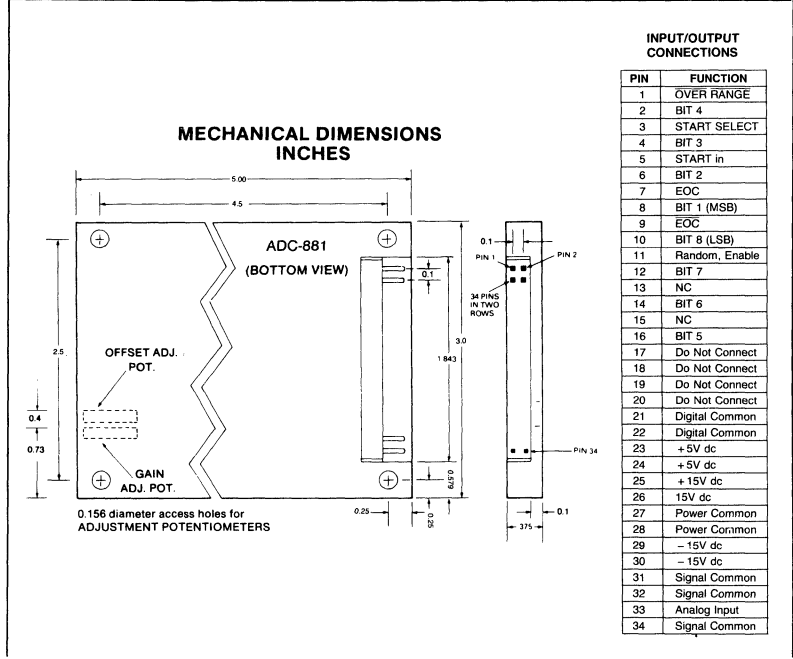 MECHANICAL DIMENSIONS
INCHES
5.00
4.5
ADC-881
(BOTTOM VIEW)
0.1
2.5
OFFSET ADJ.
POT.
0.4
0.73
GAIN
ADJ. POT.
3.0
1.843
0.579
0.25
0.25
0.156 diameter access holes for
ADJUSTMENT POTENTIOMETERS
0.1
PIN 1
PIN 2
34 PINS
IN TWO
ROWS
PIN 34
0.1
375
INPUT/OUTPUT
CONNECTIONS
PIN FUNCTION
1 OVER RANGE
2 BIT 4
3 START SELECT
4 BIT 3
5 START in
6 BIT 2
7 EOC
8 BIT 1 (MSB)
9 EOC
10 BIT 8 (LSB)
11 Random, Enable
12 BIT 7
13 NC
14 BIT 6
15 NC
16 BIT 5
17 Do Not Connect
18 Do Not Connect
19 Do Not Connect
20 Do Not Connect
21 Digital Common
22 Digital Common
23 +5V dc
24 +5V dc
25 +15V dc
26 15V dc
27 Power Common
28 Power Common
29 −15V dc
30 −15V dc
31 Signal Common
32 Signal Common
33 Analog Input
34 Signal Common